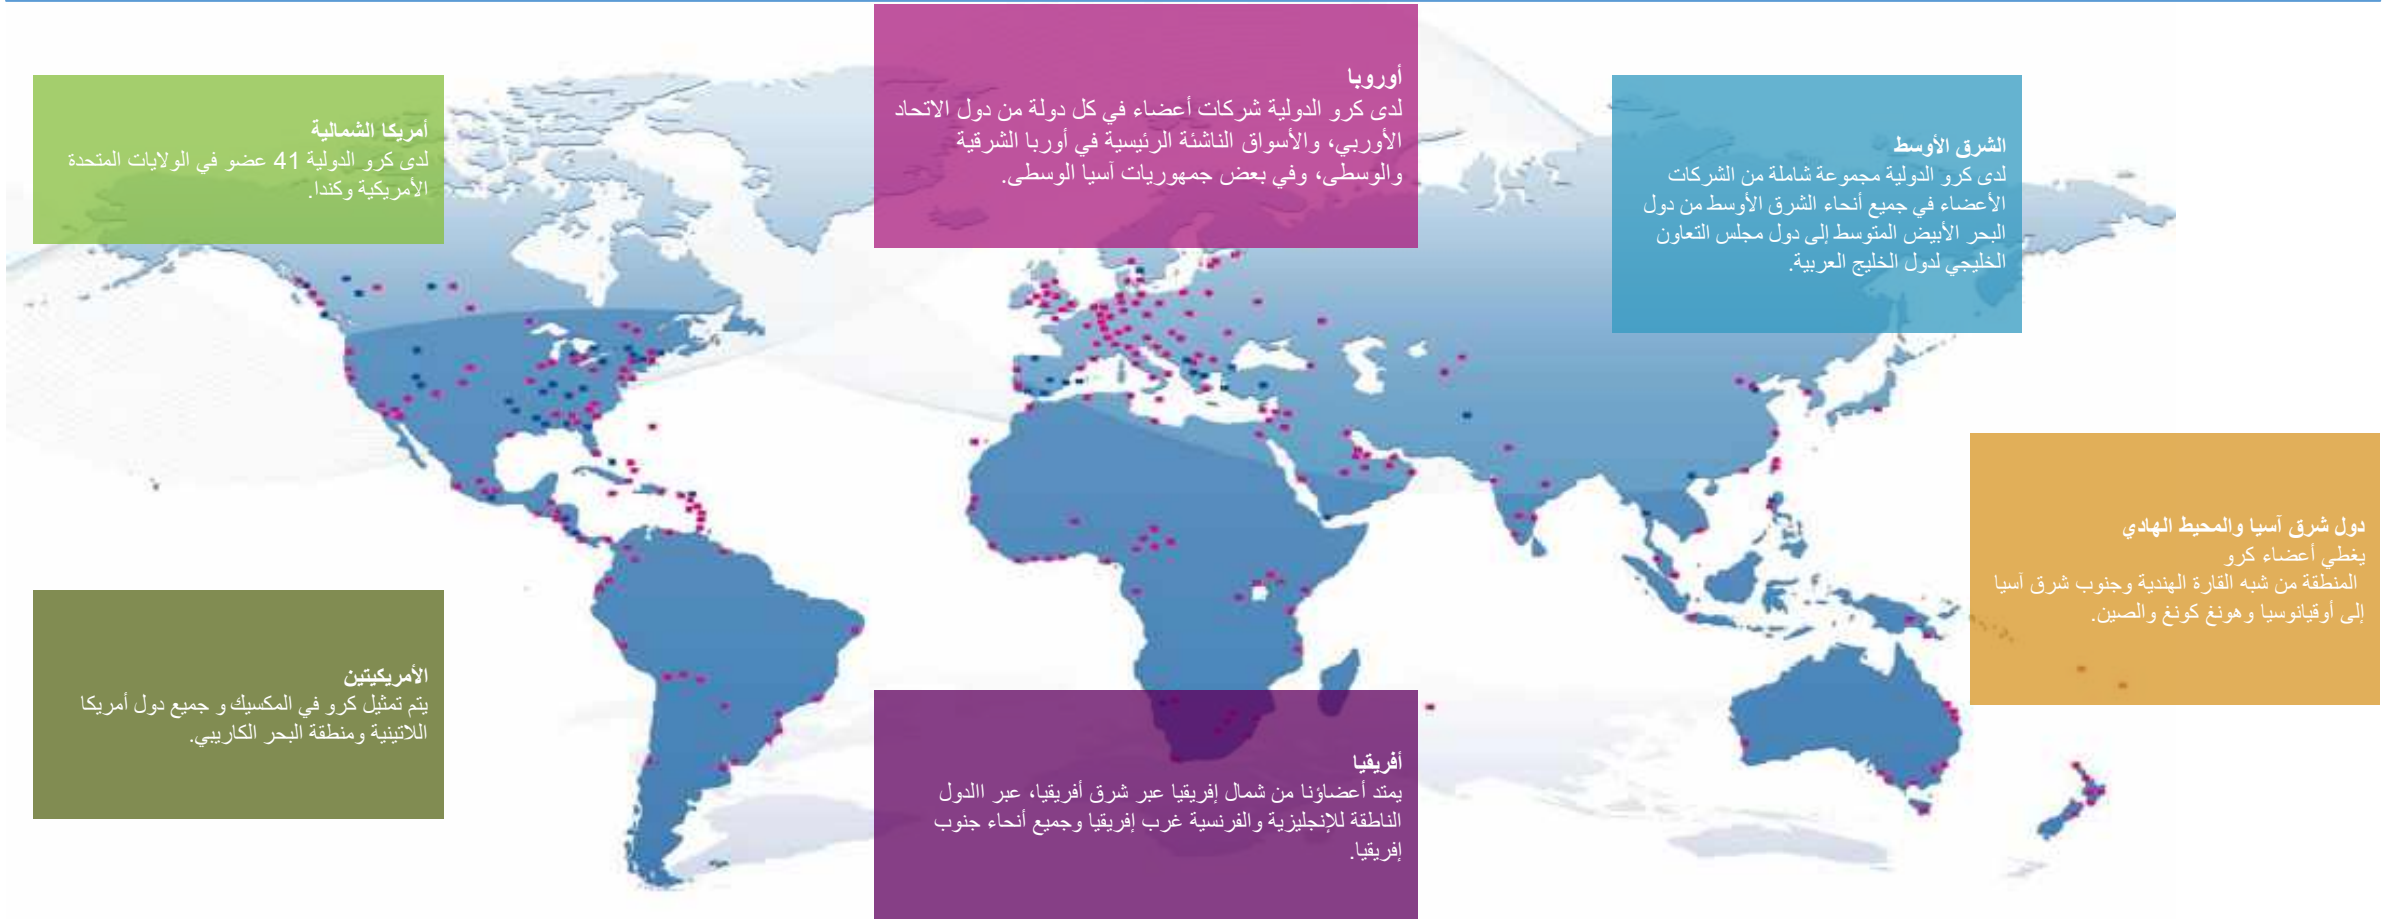 أوروبا
لدى كرو الدولية شركات أعضاء في كل دولة من دول الاتحاد
الأوربي، والأسواق الناشئة الرئيسية في أوربا الشرقية
والوسطى، وفي بعض جمهوريات آسيا الوسطى.
الشرق الأوسط
لدى كرو الدولية مجموعة شاملة من الشركات
الأعضاء في جميع أنحاء الشرق الأوسط من دول
البحر الأبيض المتوسط إلى دول مجلس التعاون
الخليجي لدول الخليج العربية.
أمريكا الشمالية
لدى كرو الدولية 41 عضو في الولايات المتحدة
الأمريكية وكندا.
دول شرق آسيا والمحيط الهادي
يغطي أعضاء كرو
المنطقة من شبه القارة الهندية وجنوب شرق آسيا
إلى أوقيانوسيا وهونغ كونغ والصين.
الأمريكيتين
يتم تمثيل كرو في المكسيك و جميع دول أمريكا
اللاتينية ومنطقة البحر الكاريبي.
أفريقيا
يمتد أعضاؤنا من شمال إفريقيا عبر شرق أفريقيا، عبر االدول
الناطقة للإنجليزية والفرنسية غرب إفريقيا وجميع أنحاء جنوب
إفريقيا.